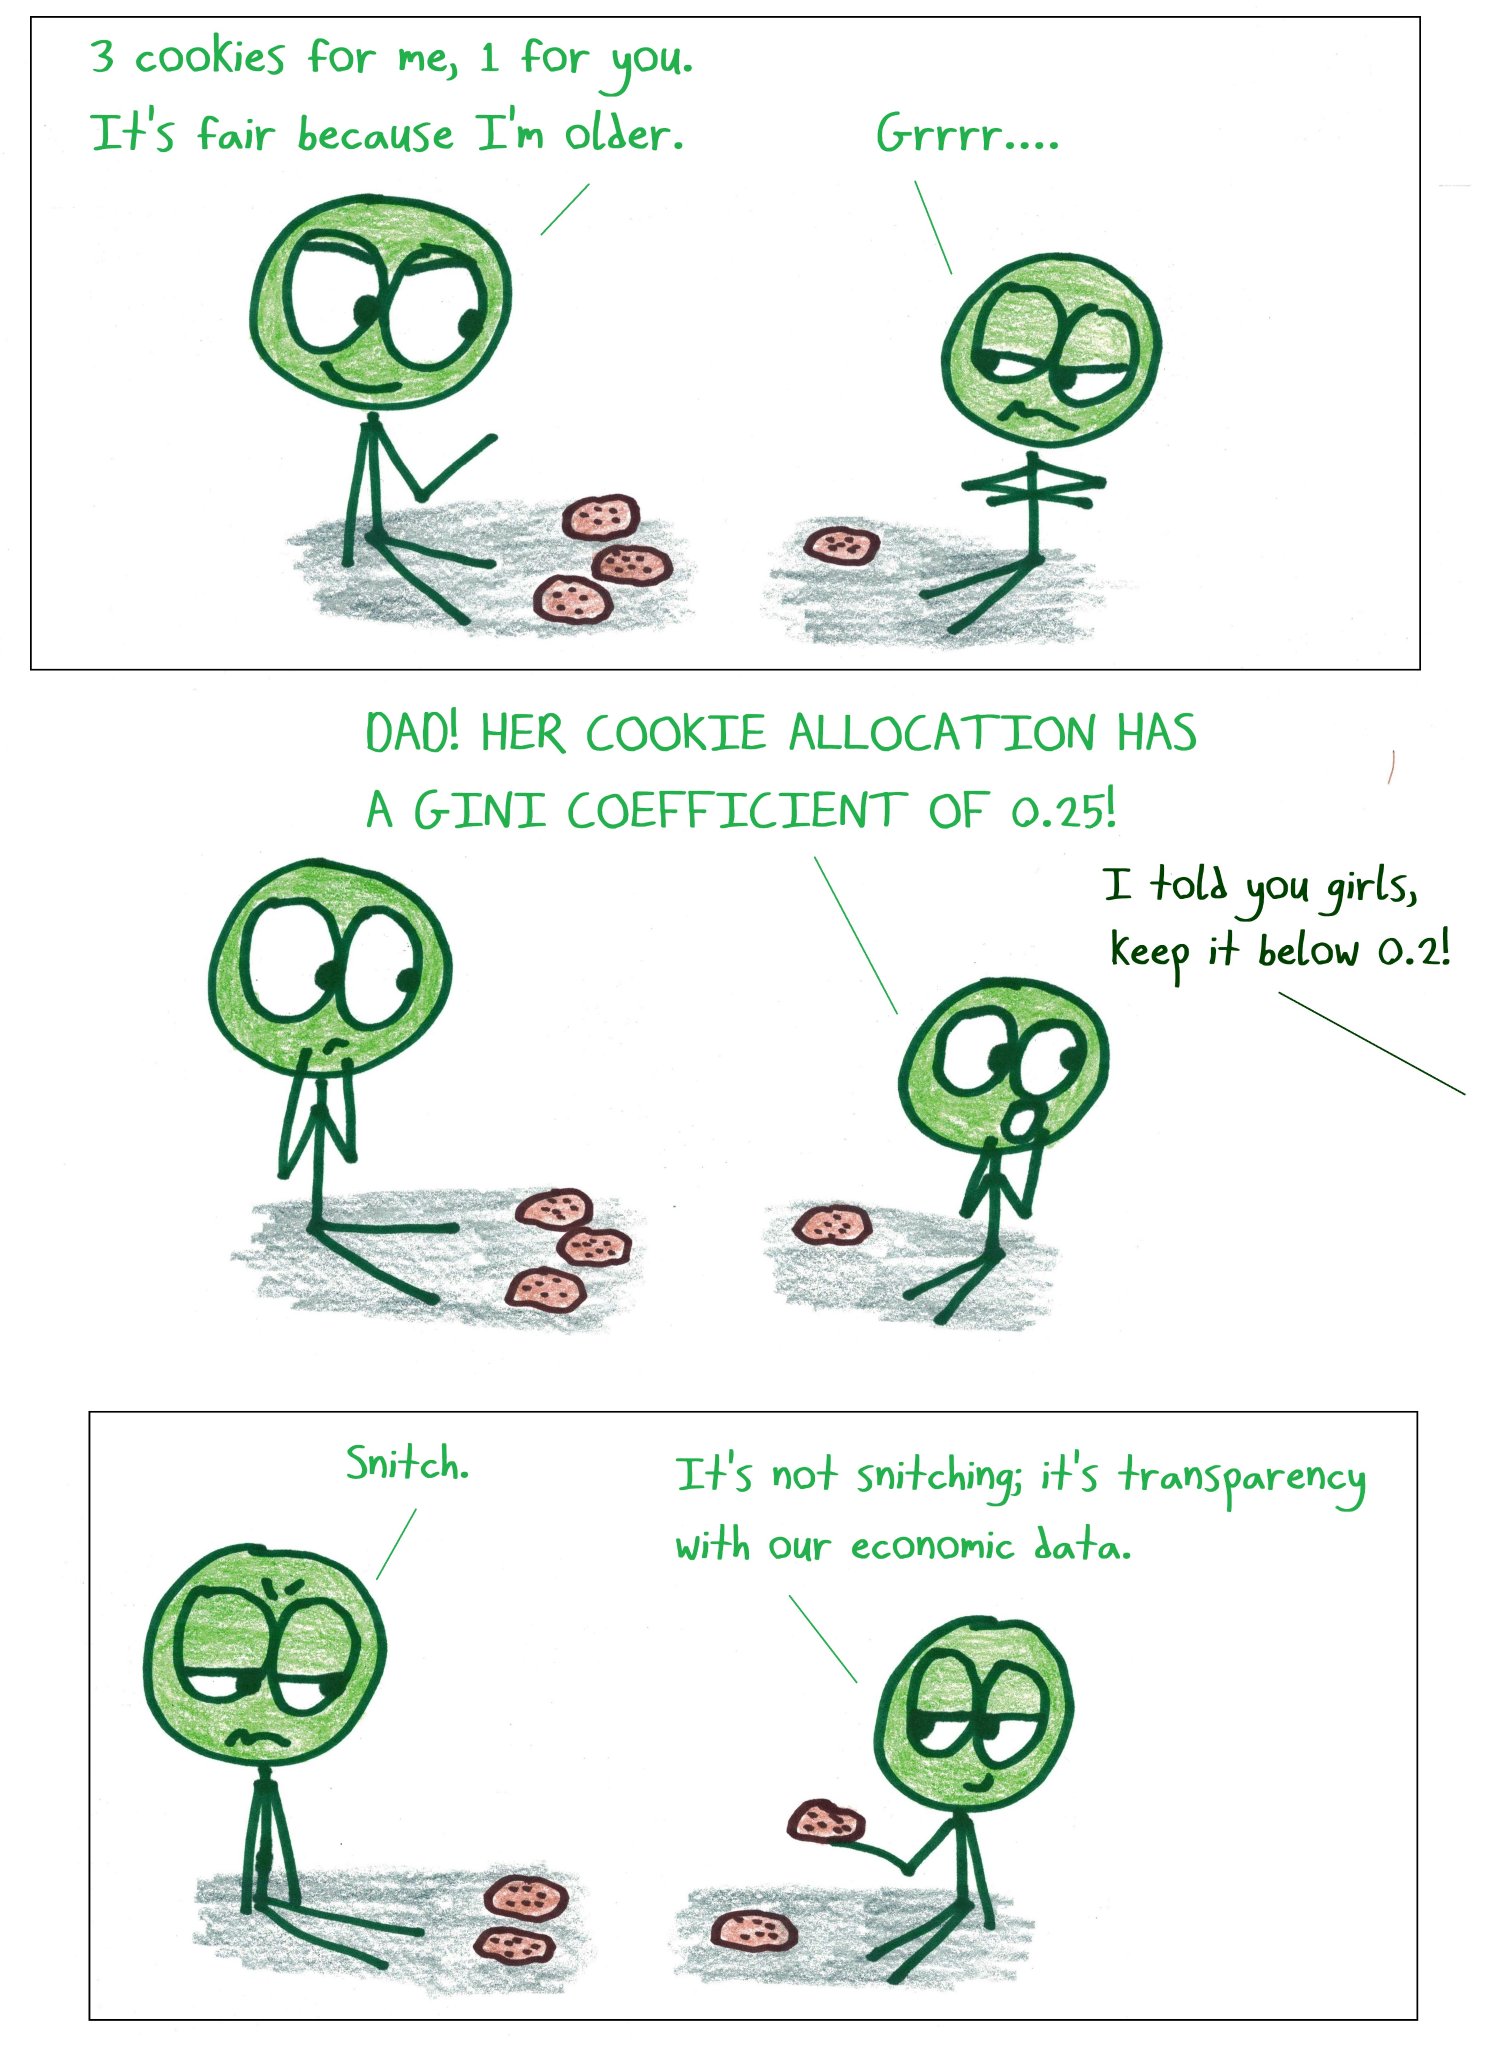 3 cookies for me, 1 for you.
It's fair because I'm older.
Grrrr....
DAD! HER COOKIE ALLOCATION HAS
A GINI COEFFICIENT OF 0.25!
I told you girls,
keep it below 0.2!
Snitch.
It's not snitching; it's transparency
with our economic data.